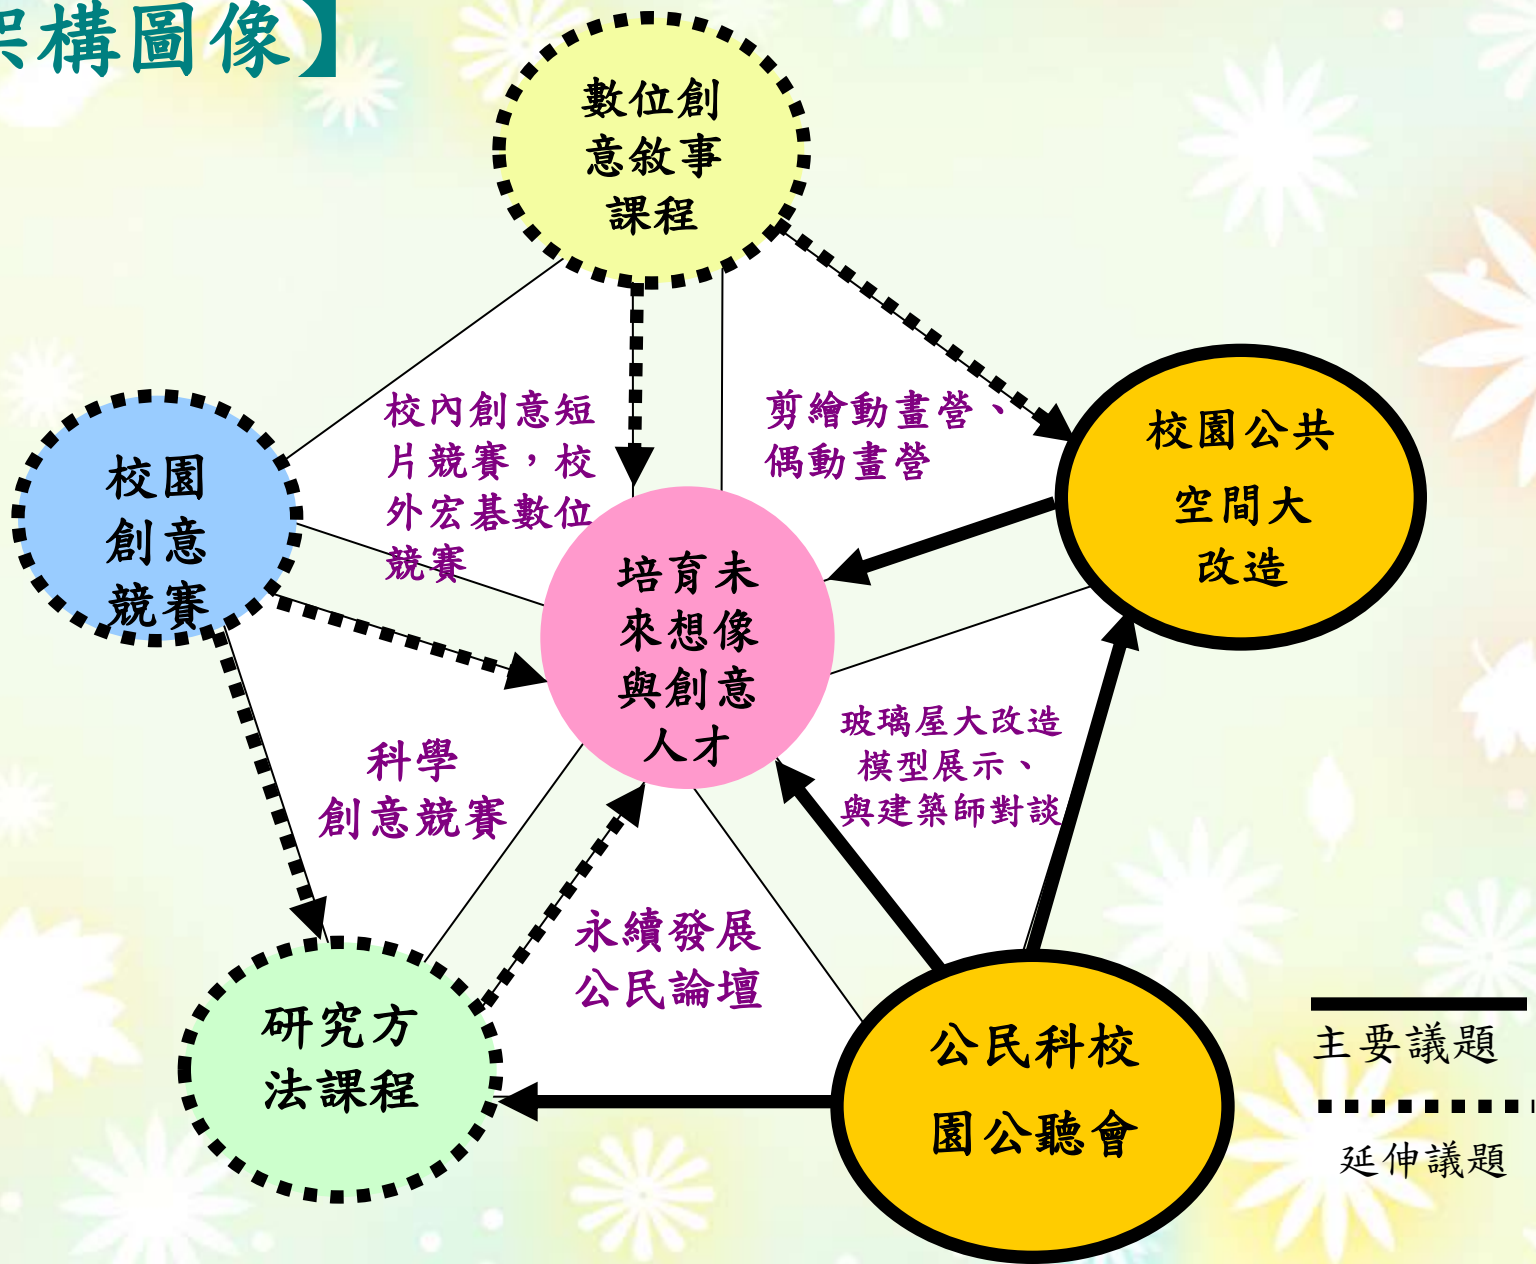 架構圖像】
數位創
意敘事
課程
校內創意短
片競賽，校
外宏碁數位
競賽
剪繪動畫營、
偶動畫營
校園公共
空間大
改造
校園
創意
競賽
培育未
來想像
與創意
人才
科學
創意競賽
玻璃屋大改造
模型展示、
與建築師對談
永續發展
公民論壇
研究方
法課程
公民科校
園公聽會
主要議題
延伸議題